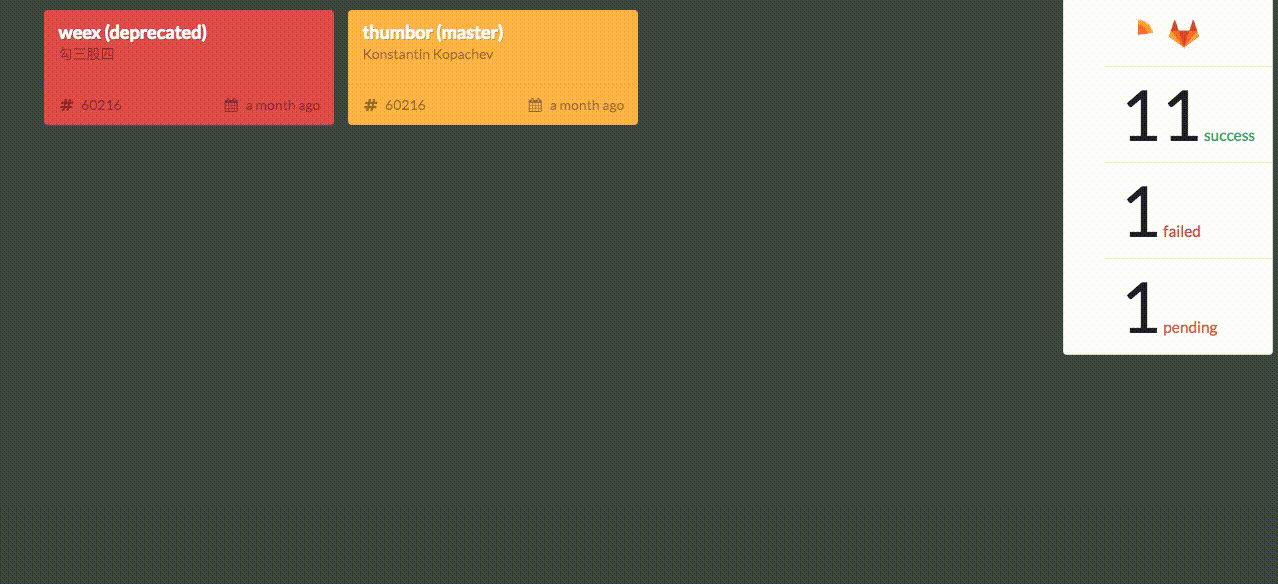 weex (deprecated)
勾三股四
# 60216
a month ago
thumbor (master)
Konstantin Kopachev
# 60216
a month ago
11 success
1 failed
1 pending